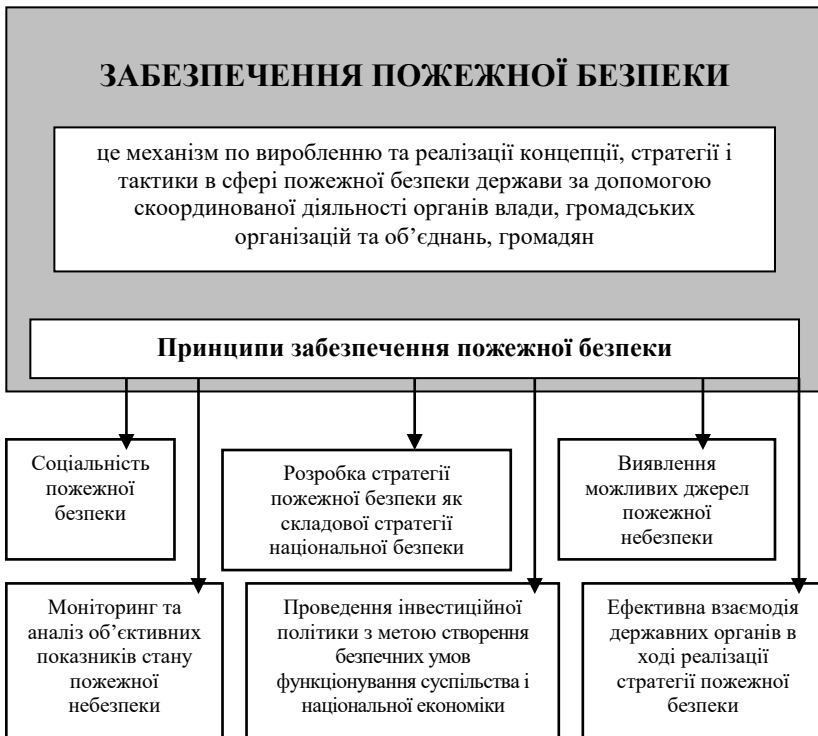 ЗАБЕЗПЕЧЕННЯ ПОЖЕЖНОЇ БЕЗПЕКИ
це механізм по виробленню та реалізації концепції, стратегії і
тактики в сфері пожежної безпеки держави за допомогою
скоординованої діяльності органів влади, громадських
організацій та об’єднань, громадян
Принципи забезпечення пожежної безпеки
Соціальність
пожежної
безпеки
Розробка стратегії
пожежної безпеки як
складової стратегії
національної безпеки
Виявлення
можливих джерел
пожежної
небезпеки
Моніторинг та
аналіз об’єктивних
показників стану
пожежної
небезпеки
Проведення інвестиційної
політики з метою створення
безпечних умов
функціонування суспільства і
національної економіки
Ефективна взаємодія
державних органів в
ході реалізації
стратегії пожежної
безпеки